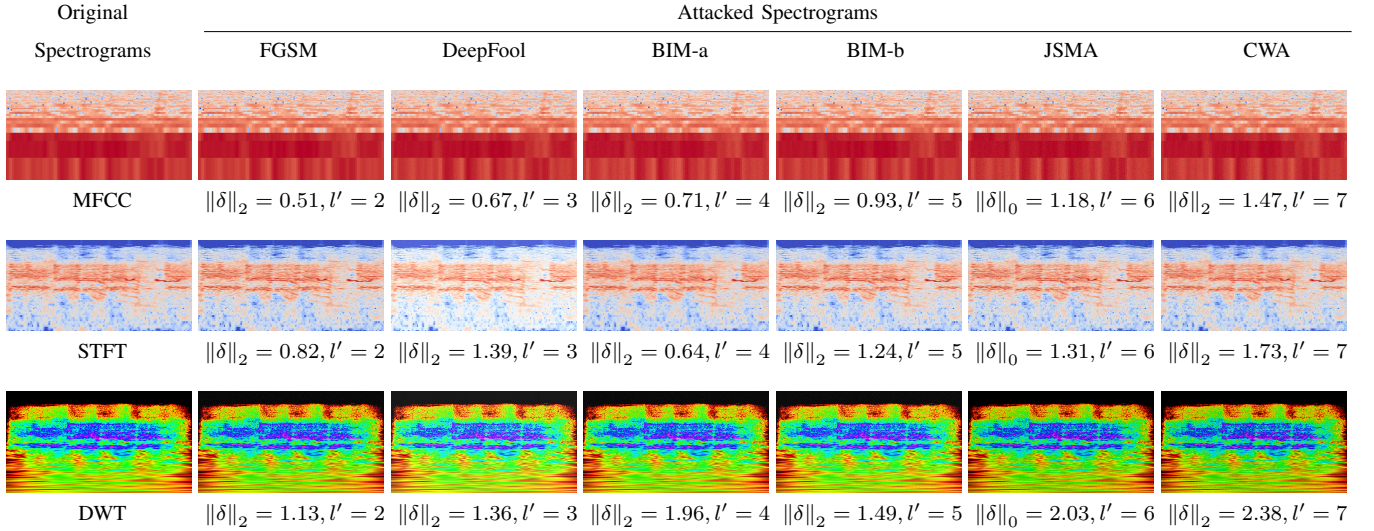 Original Attacked Spectrograms
Spectrograms FGSM DeepFool BIM-a BIM-b JSMA CWA
MFCC ‖δ‖₂ = 0.51, l′ = 2 ‖δ‖₂ = 0.67, l′ = 3 ‖δ‖₂ = 0.71, l′ = 4 ‖δ‖₂ = 0.93, l′ = 5 ‖δ‖₀ = 1.18, l′ = 6 ‖δ‖₂ = 1.47, l′ = 7
STFT ‖δ‖₂ = 0.82, l′ = 2 ‖δ‖₂ = 1.39, l′ = 3 ‖δ‖₂ = 0.64, l′ = 4 ‖δ‖₂ = 1.24, l′ = 5 ‖δ‖₀ = 1.31, l′ = 6 ‖δ‖₂ = 1.73, l′ = 7
DWT ‖δ‖₂ = 1.13, l′ = 2 ‖δ‖₂ = 1.36, l′ = 3 ‖δ‖₂ = 1.96, l′ = 4 ‖δ‖₂ = 1.49, l′ = 5 ‖δ‖₀ = 2.03, l′ = 6 ‖δ‖₂ = 2.38, l′ = 7